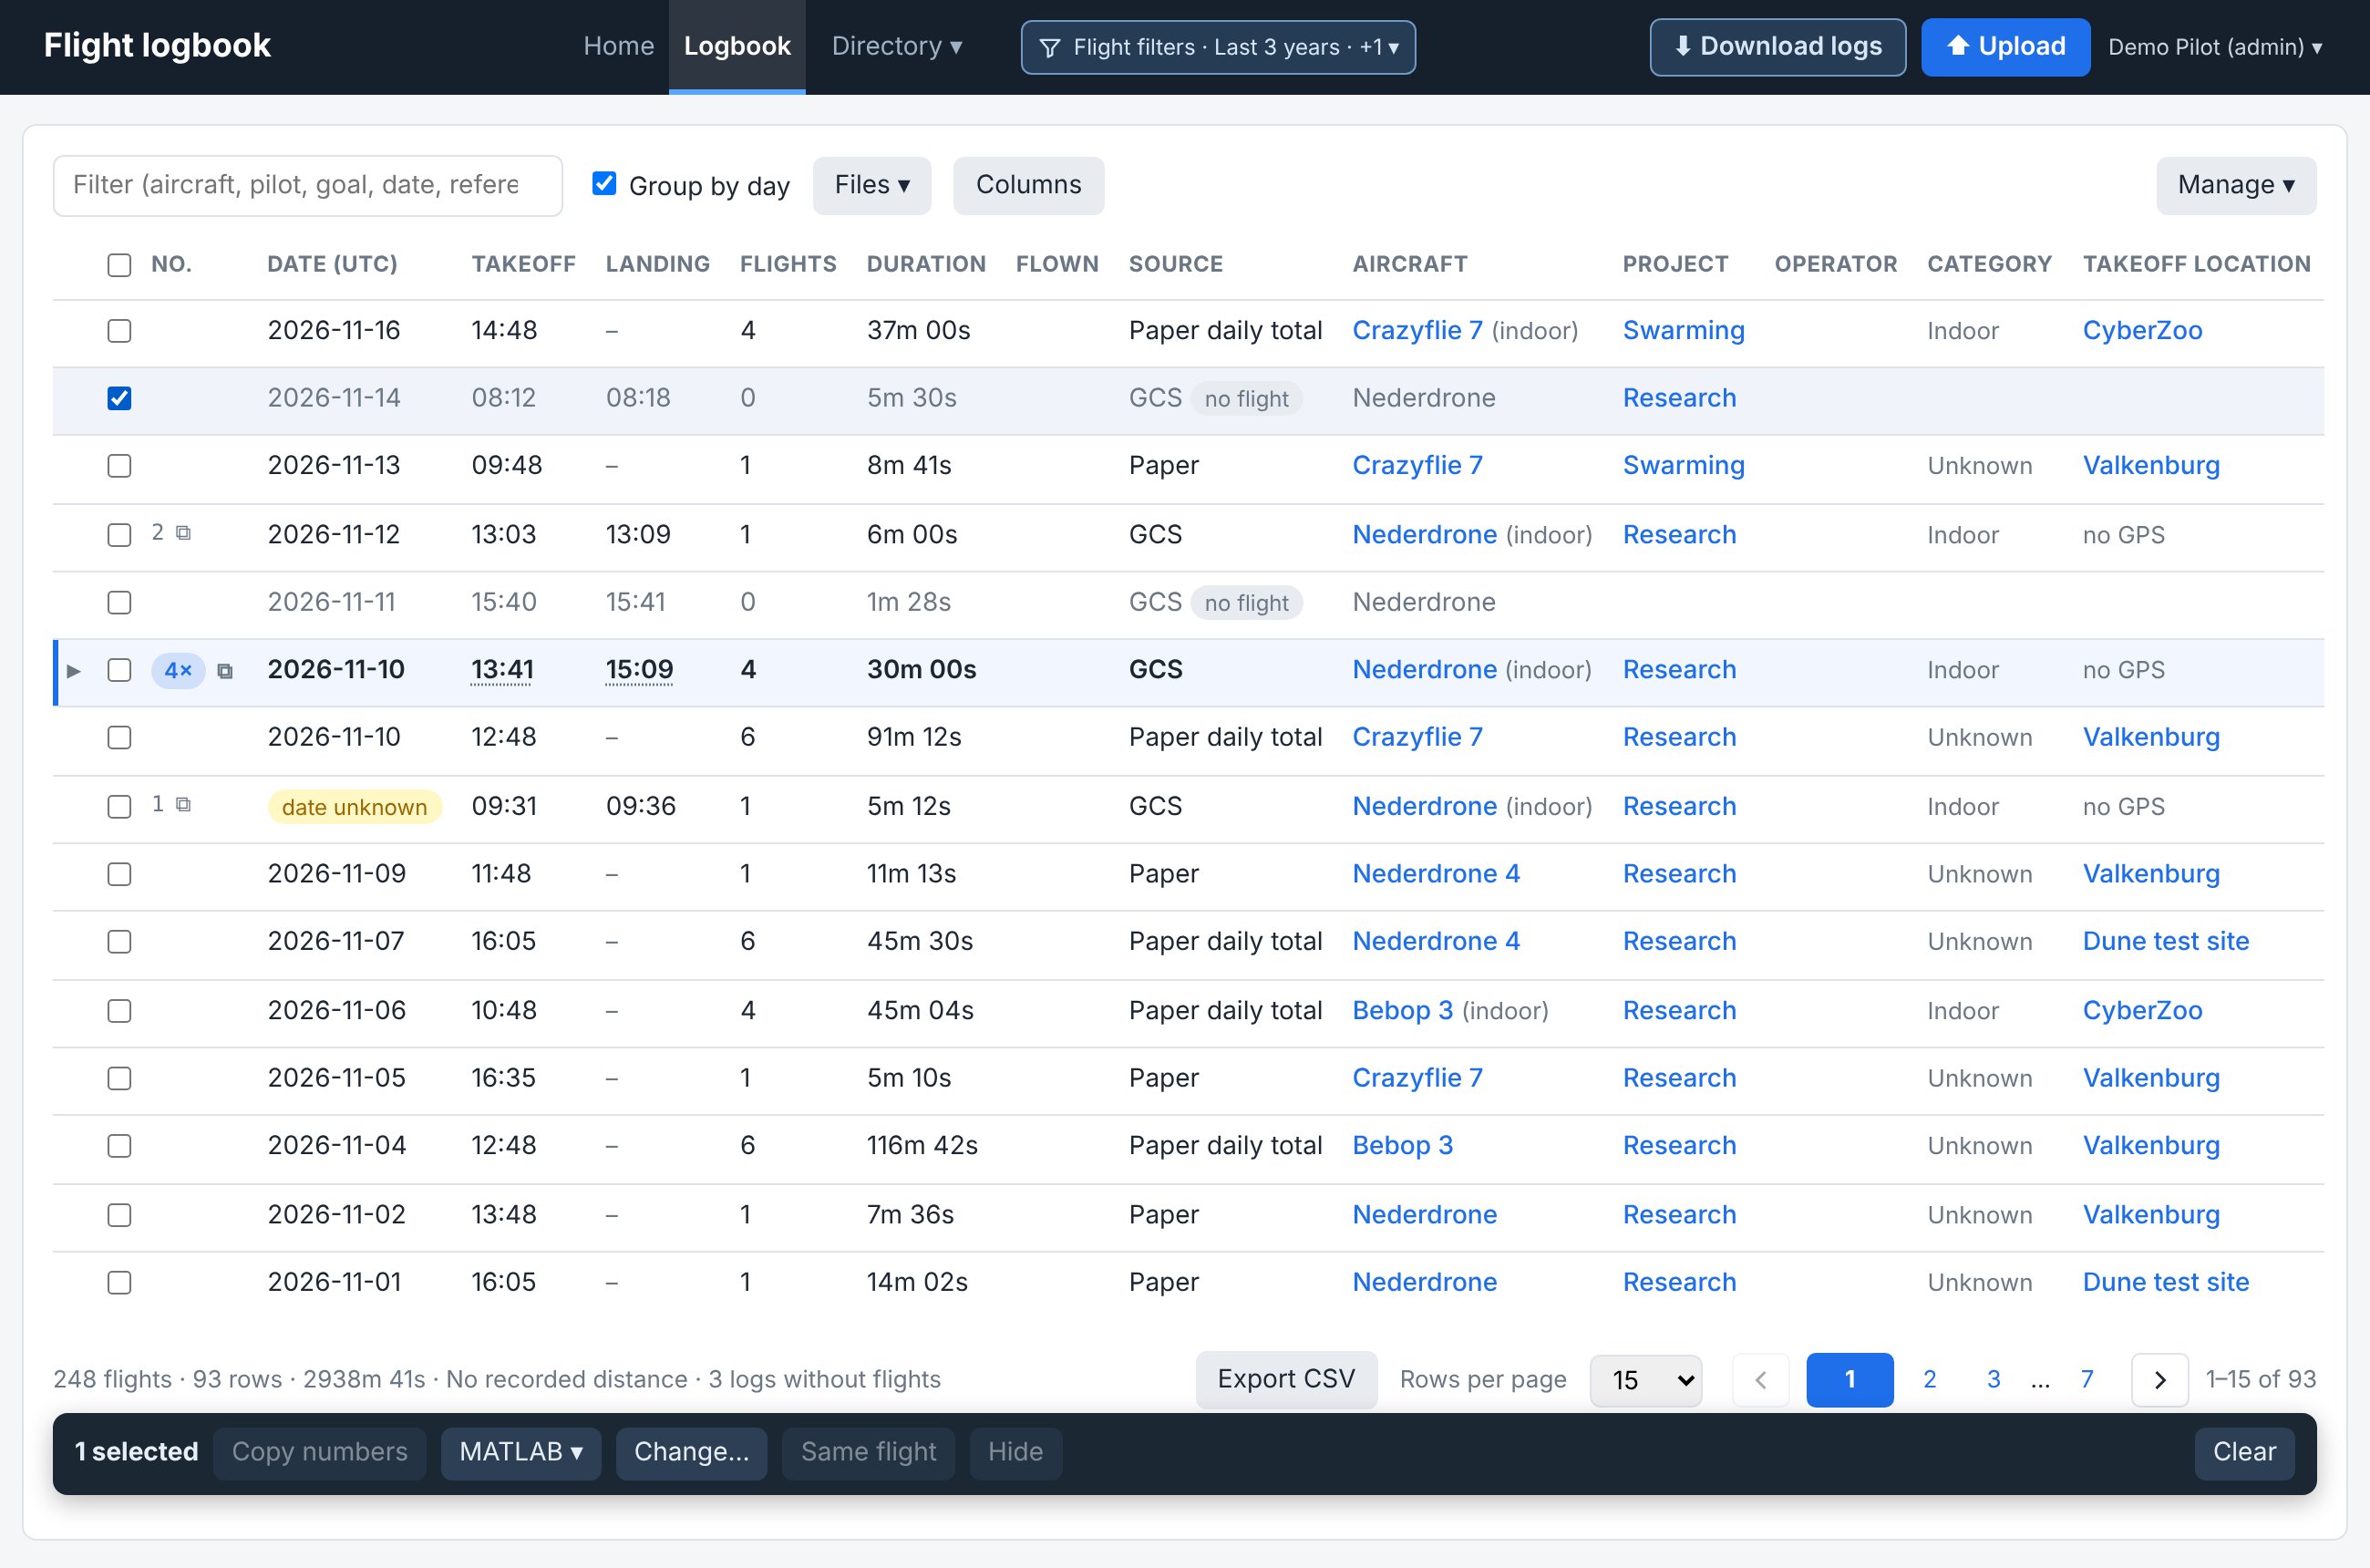 Flight logbook Home Logbook Directory ▾ Flight filters · Last 3 years · +1 ▾ ⬇ Download logs ⬆ Upload Demo Pilot (admin) ▾
Filter (aircraft, pilot, goal, date, refere Group by day Files ▾ Columns Manage ▾
NO. DATE (UTC) TAKEOFF LANDING FLIGHTS DURATION FLOWN SOURCE AIRCRAFT PROJECT OPERATOR CATEGORY TAKEOFF LOCATION
2026-11-16 14:48 – 4 37m 00s Paper daily total Crazyflie 7 (indoor) Swarming Indoor CyberZoo
2026-11-14 08:12 08:18 0 5m 30s GCS no flight Nederdrone Research
2026-11-13 09:48 – 1 8m 41s Paper Crazyflie 7 Swarming Unknown Valkenburg
2 2026-11-12 13:03 13:09 1 6m 00s GCS Nederdrone (indoor) Research Indoor no GPS
2026-11-11 15:40 15:41 0 1m 28s GCS no flight Nederdrone
▶ 4× 2026-11-10 13:41 15:09 4 30m 00s GCS Nederdrone (indoor) Research Indoor no GPS
2026-11-10 12:48 – 6 91m 12s Paper daily total Crazyflie 7 Research Unknown Valkenburg
1 date unknown 09:31 09:36 1 5m 12s GCS Nederdrone (indoor) Research Indoor no GPS
2026-11-09 11:48 – 1 11m 13s Paper Nederdrone 4 Research Unknown Valkenburg
2026-11-07 16:05 – 6 45m 30s Paper daily total Nederdrone 4 Research Unknown Dune test site
2026-11-06 10:48 – 4 45m 04s Paper daily total Bebop 3 (indoor) Research Indoor CyberZoo
2026-11-05 16:35 – 1 5m 10s Paper Crazyflie 7 Research Unknown Valkenburg
2026-11-04 12:48 – 6 116m 42s Paper daily total Bebop 3 Research Unknown Valkenburg
2026-11-02 13:48 – 1 7m 36s Paper Nederdrone Research Unknown Valkenburg
2026-11-01 16:05 – 1 14m 02s Paper Nederdrone Research Unknown Dune test site
248 flights · 93 rows · 2938m 41s · No recorded distance · 3 logs without flights Export CSV Rows per page 15 1 2 3 ... 7 1–15 of 93
1 selected Copy numbers MATLAB ▾ Change... Same flight Hide Clear